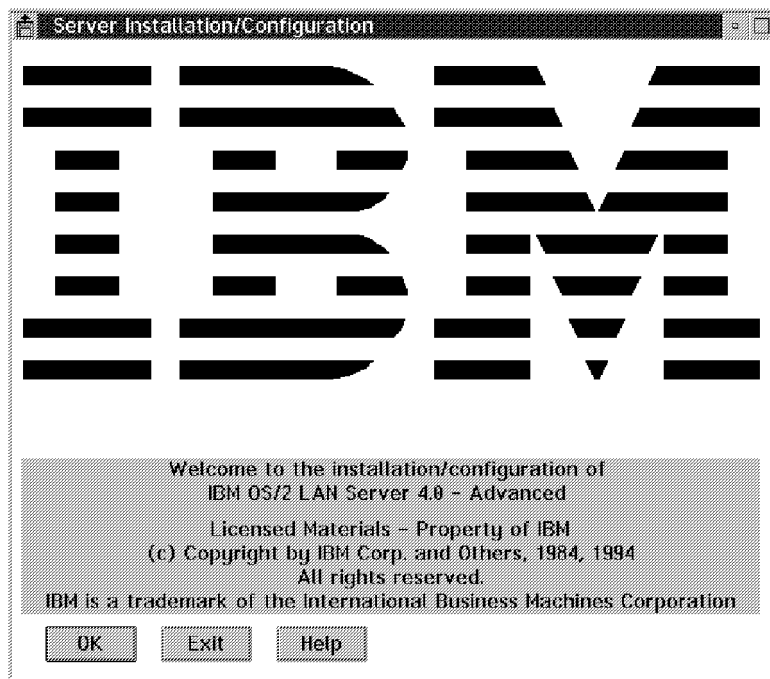 Server Installation/Configuration
IBM
Welcome to the installation/configuration of
IBM OS/2 LAN Server 4.0 - Advanced
Licensed Materials - Property of IBM
(c) Copyright by IBM Corp. and Others, 1984, 1994
All rights reserved.
IBM is a trademark of the International Business Machines Corporation
OK Exit Help